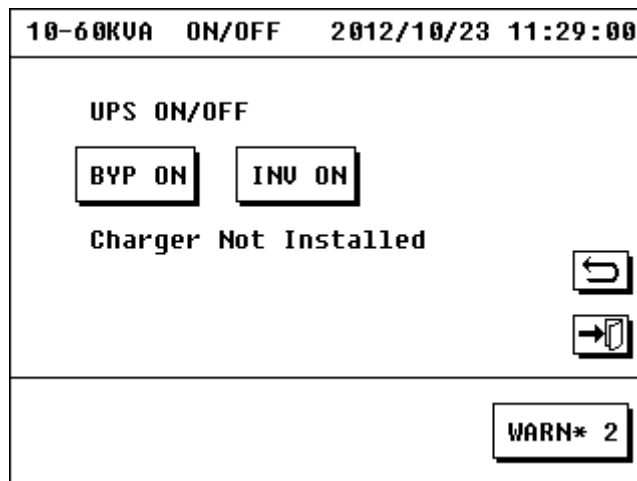 10-60KVA ON/OFF 2012/10/23 11:29:00
UPS ON/OFF
BYP ON INV ON
Charger Not Installed
WARN* 2